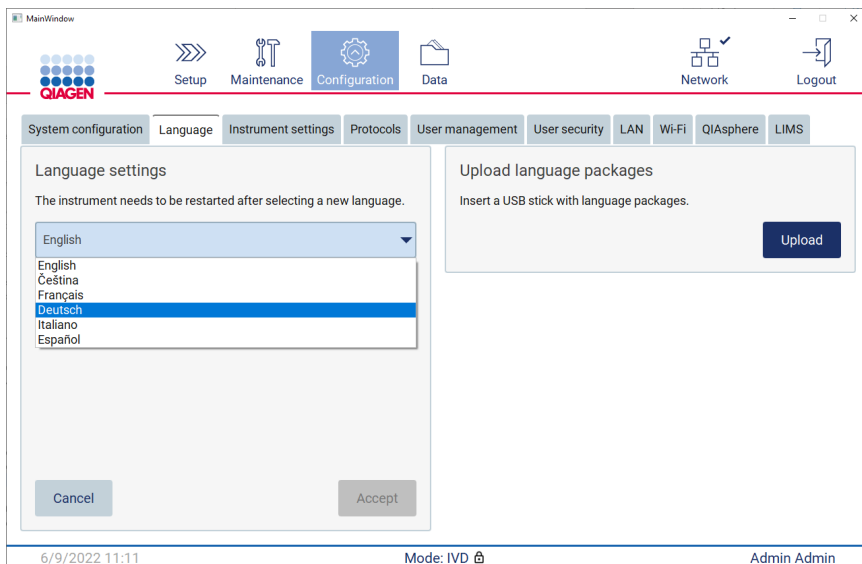 MainWindow
QIAGEN
Setup
Maintenance
Configuration
Data
Network
Logout
System configuration
Language
Instrument settings
Protocols
User management
User security
LAN
Wi-Fi
QIAsphere
LIMS
Language settings
The instrument needs to be restarted after selecting a new language.
English
English
Čeština
Français
Deutsch
Italiano
Español
Cancel
Accept
Upload language packages
Insert a USB stick with language packages.
Upload
6/9/2022 11:11
Mode: IVD
Admin Admin